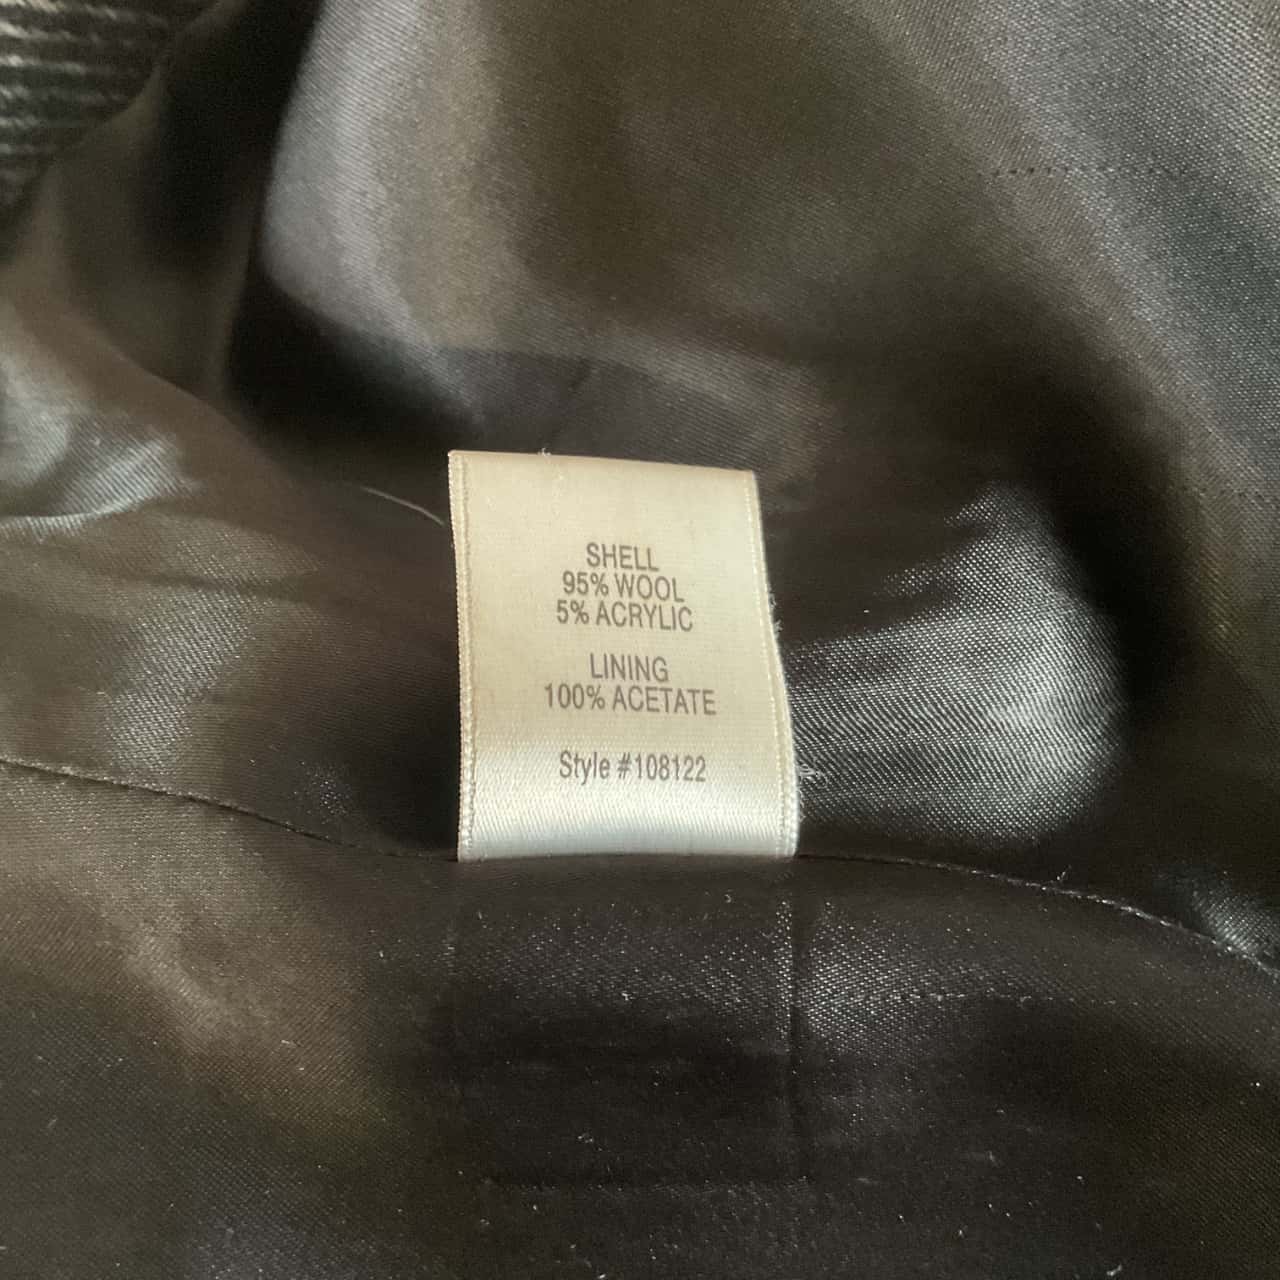 SHELL
95% WOOL
5% ACRYLIC
LINING
100% ACETATE
Style #108122